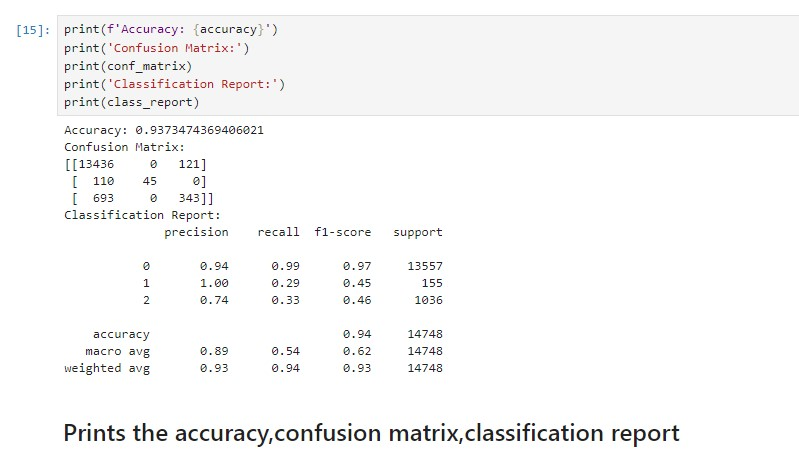 [15]: print(f'Accuracy: {accuracy}')
print('Confusion Matrix:')
print(conf_matrix)
print('Classification Report:')
print(class_report)
Accuracy: 0.9373474369406021
Confusion Matrix:
[[13436     0   121]
 [  110    45     0]
 [  693     0   343]]
Classification Report:
              precision    recall  f1-score   support
           0       0.94      0.99      0.97     13557
           1       1.00      0.29      0.45       155
           2       0.74      0.33      0.46      1036
    accuracy                           0.94     14748
   macro avg       0.89      0.54      0.62     14748
weighted avg       0.93      0.94      0.93     14748
Prints the accuracy,confusion matrix,classification report